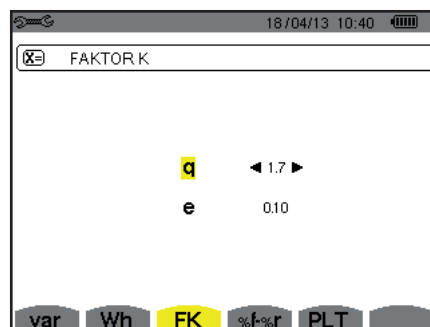 18/04/13 10:40
X= FAKTOR K
q ◄ 1.7 ►
e 0.10
var Wh FK %f-%r PLT